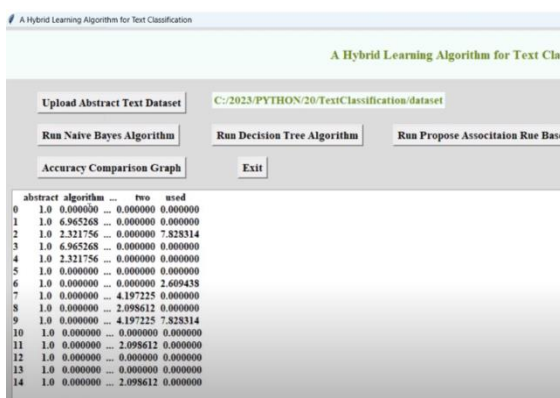 A Hybrid Learning Algorithm for Text Classification
A Hybrid Learning Algorithm for Text Cla
Upload Abstract Text Dataset C:/2023/PYTHON/20/TextClassification/dataset
Run Naive Bayes Algorithm Run Decision Tree Algorithm Run Propose Associtaion Rue Base
Accuracy Comparison Graph Exit
abstract algorithm ... two used
0 1.0 0.000000 ... 0.000000 0.000000
1 1.0 6.965268 ... 0.000000 0.000000
2 1.0 2.321756 ... 0.000000 7.828314
3 1.0 6.965268 ... 0.000000 0.000000
4 1.0 2.321756 ... 0.000000 0.000000
5 1.0 0.000000 ... 0.000000 0.000000
6 1.0 0.000000 ... 0.000000 2.609438
7 1.0 0.000000 ... 4.197225 0.000000
8 1.0 0.000000 ... 2.098612 0.000000
9 1.0 0.000000 ... 4.197225 7.828314
10 1.0 0.000000 ... 0.000000 0.000000
11 1.0 0.000000 ... 2.098612 0.000000
12 1.0 0.000000 ... 0.000000 0.000000
13 1.0 0.000000 ... 0.000000 0.000000
14 1.0 0.000000 ... 2.098612 0.000000